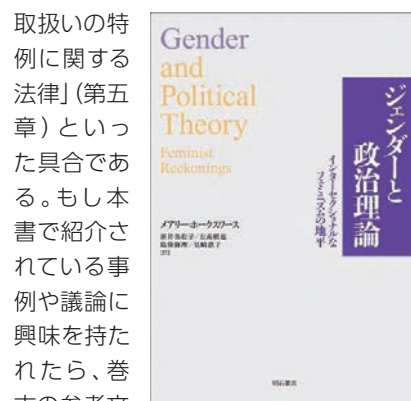 取扱いの特
例に関する
法律」（第五
章）といっ
た具合であ
る。もし本
書で紹介さ
れている事
例や議論に
興味を持た
れたら、巻
Gender
and
Political
Theory
Feminist
Reckonings
ジェンダーと
政治理論
インターセクショナルな
フェミニズムの地平
メアリー・ホークスワース
明石書店